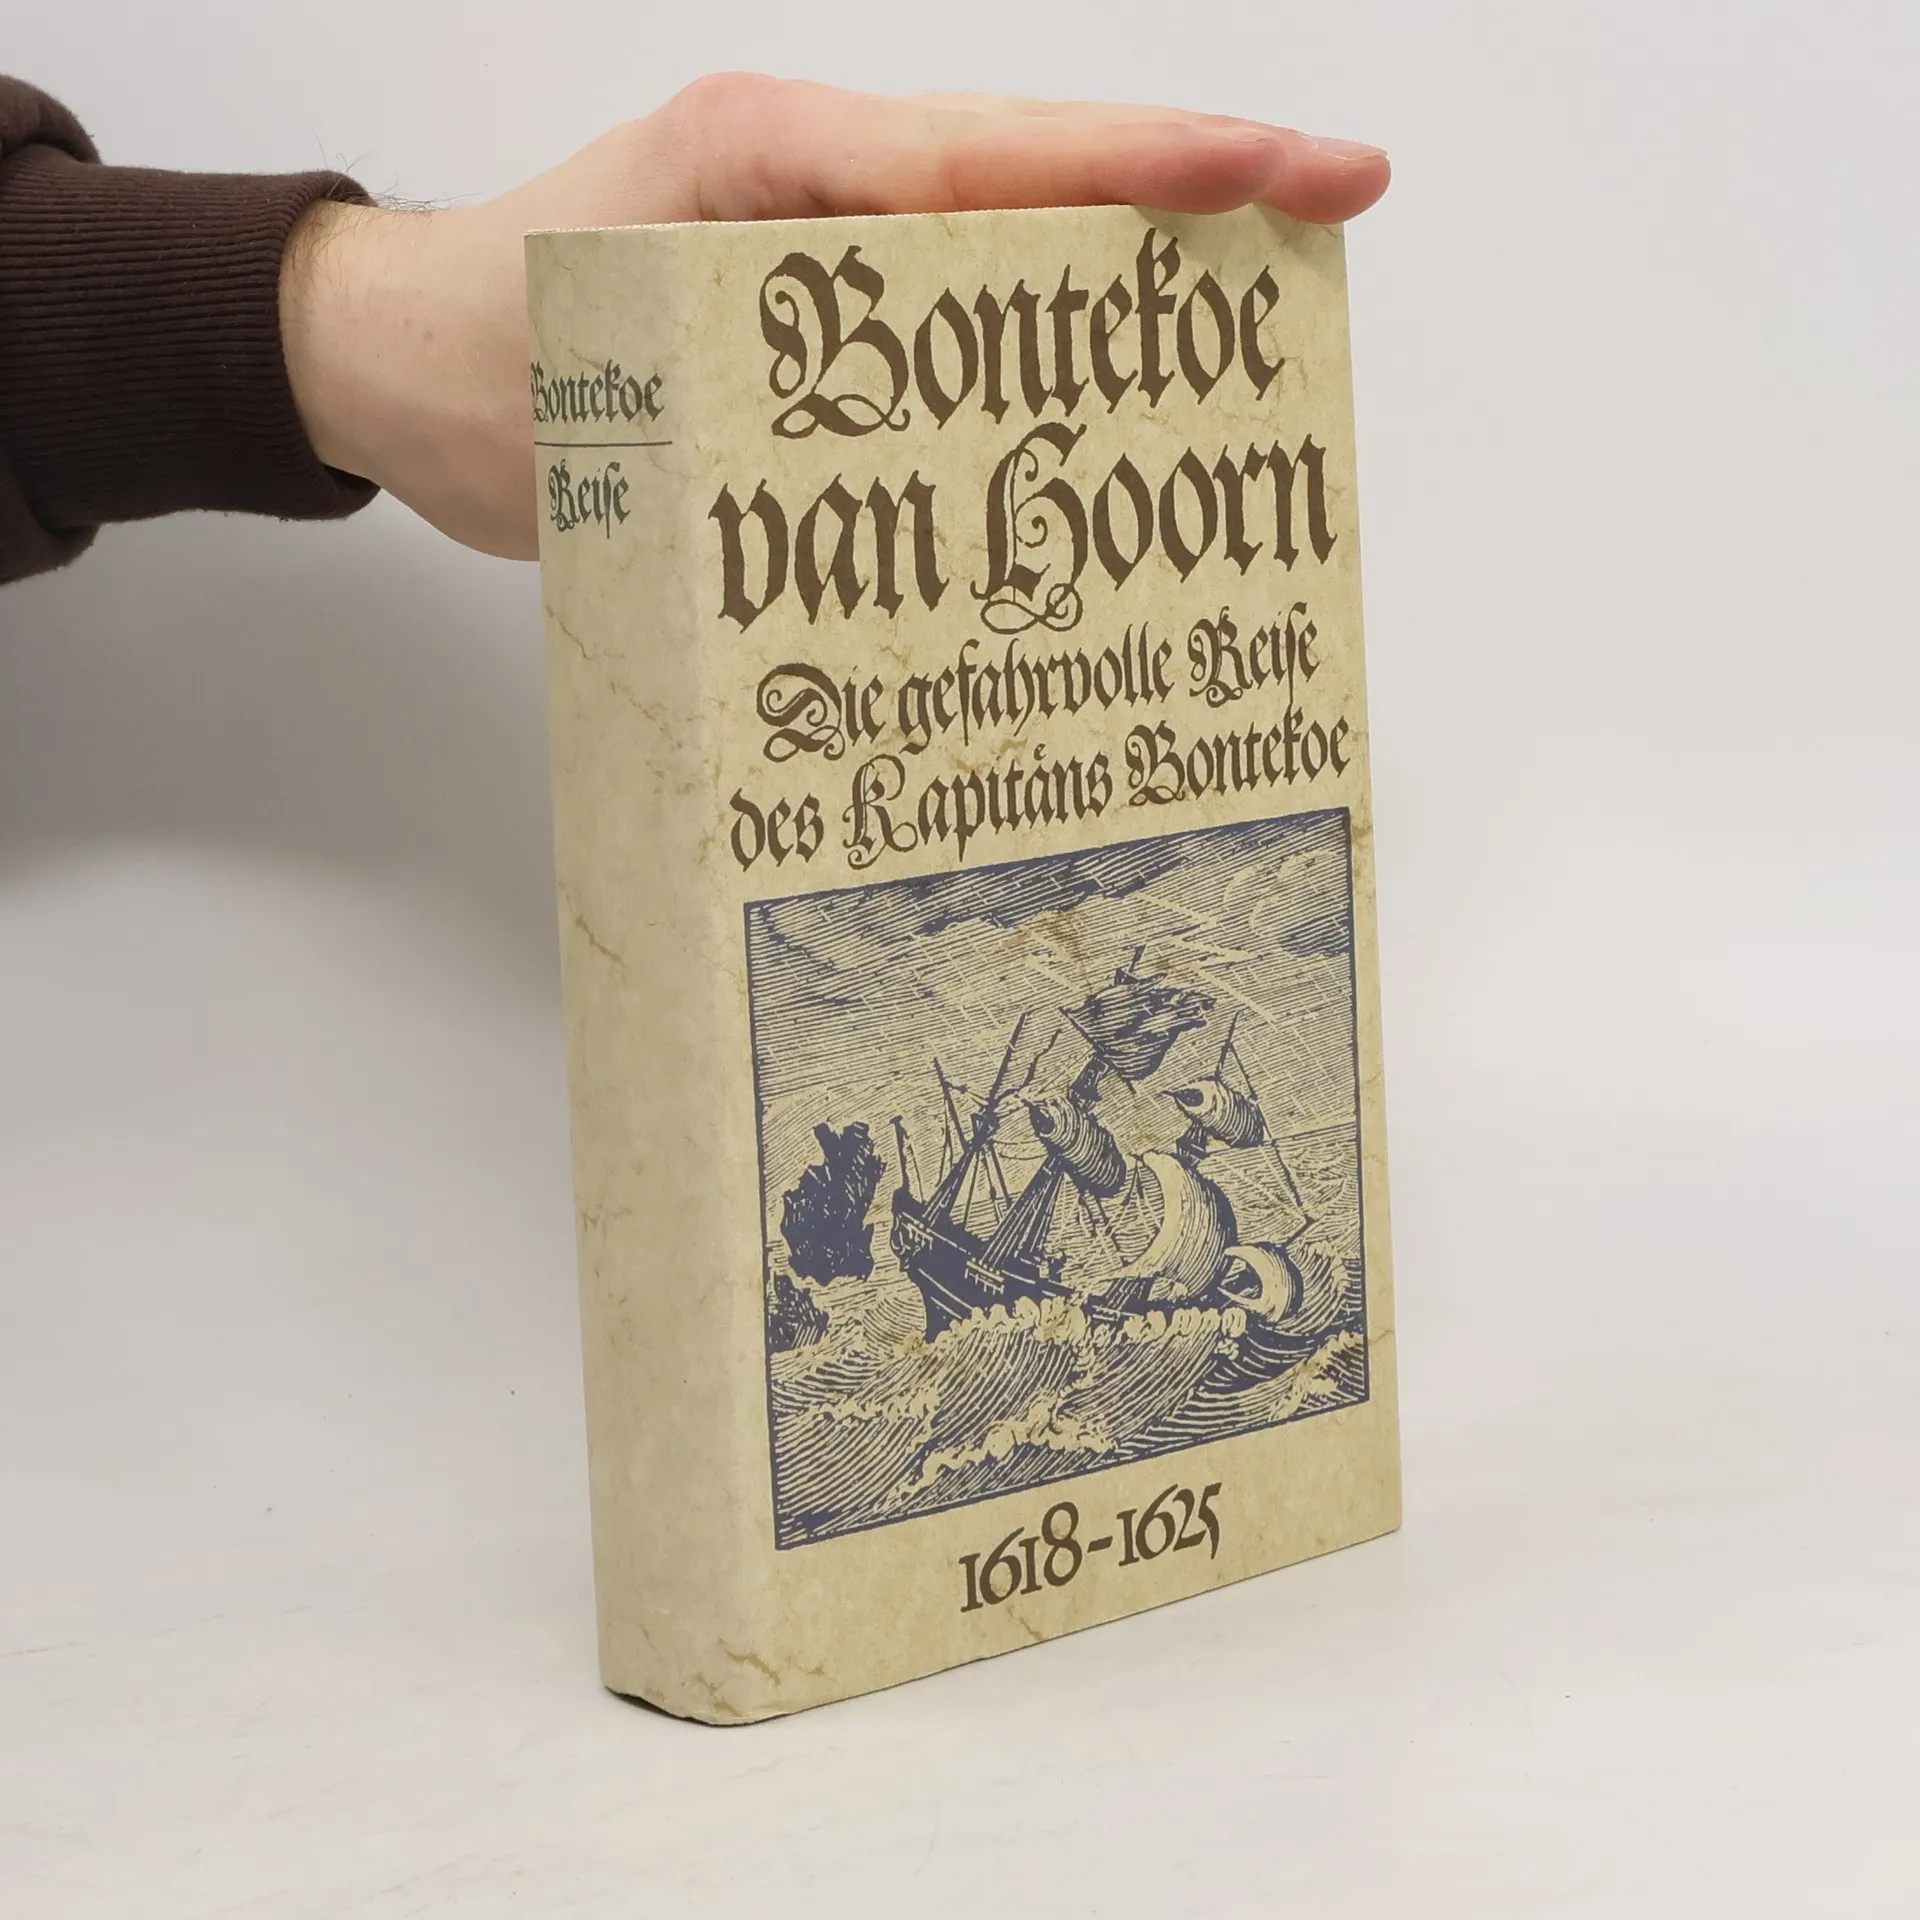 Bontekoe
Reise
Bontekoe
van Hoorn
Die gefahrvolle Reise
des Kapitäns Bontekoe
1618-1625